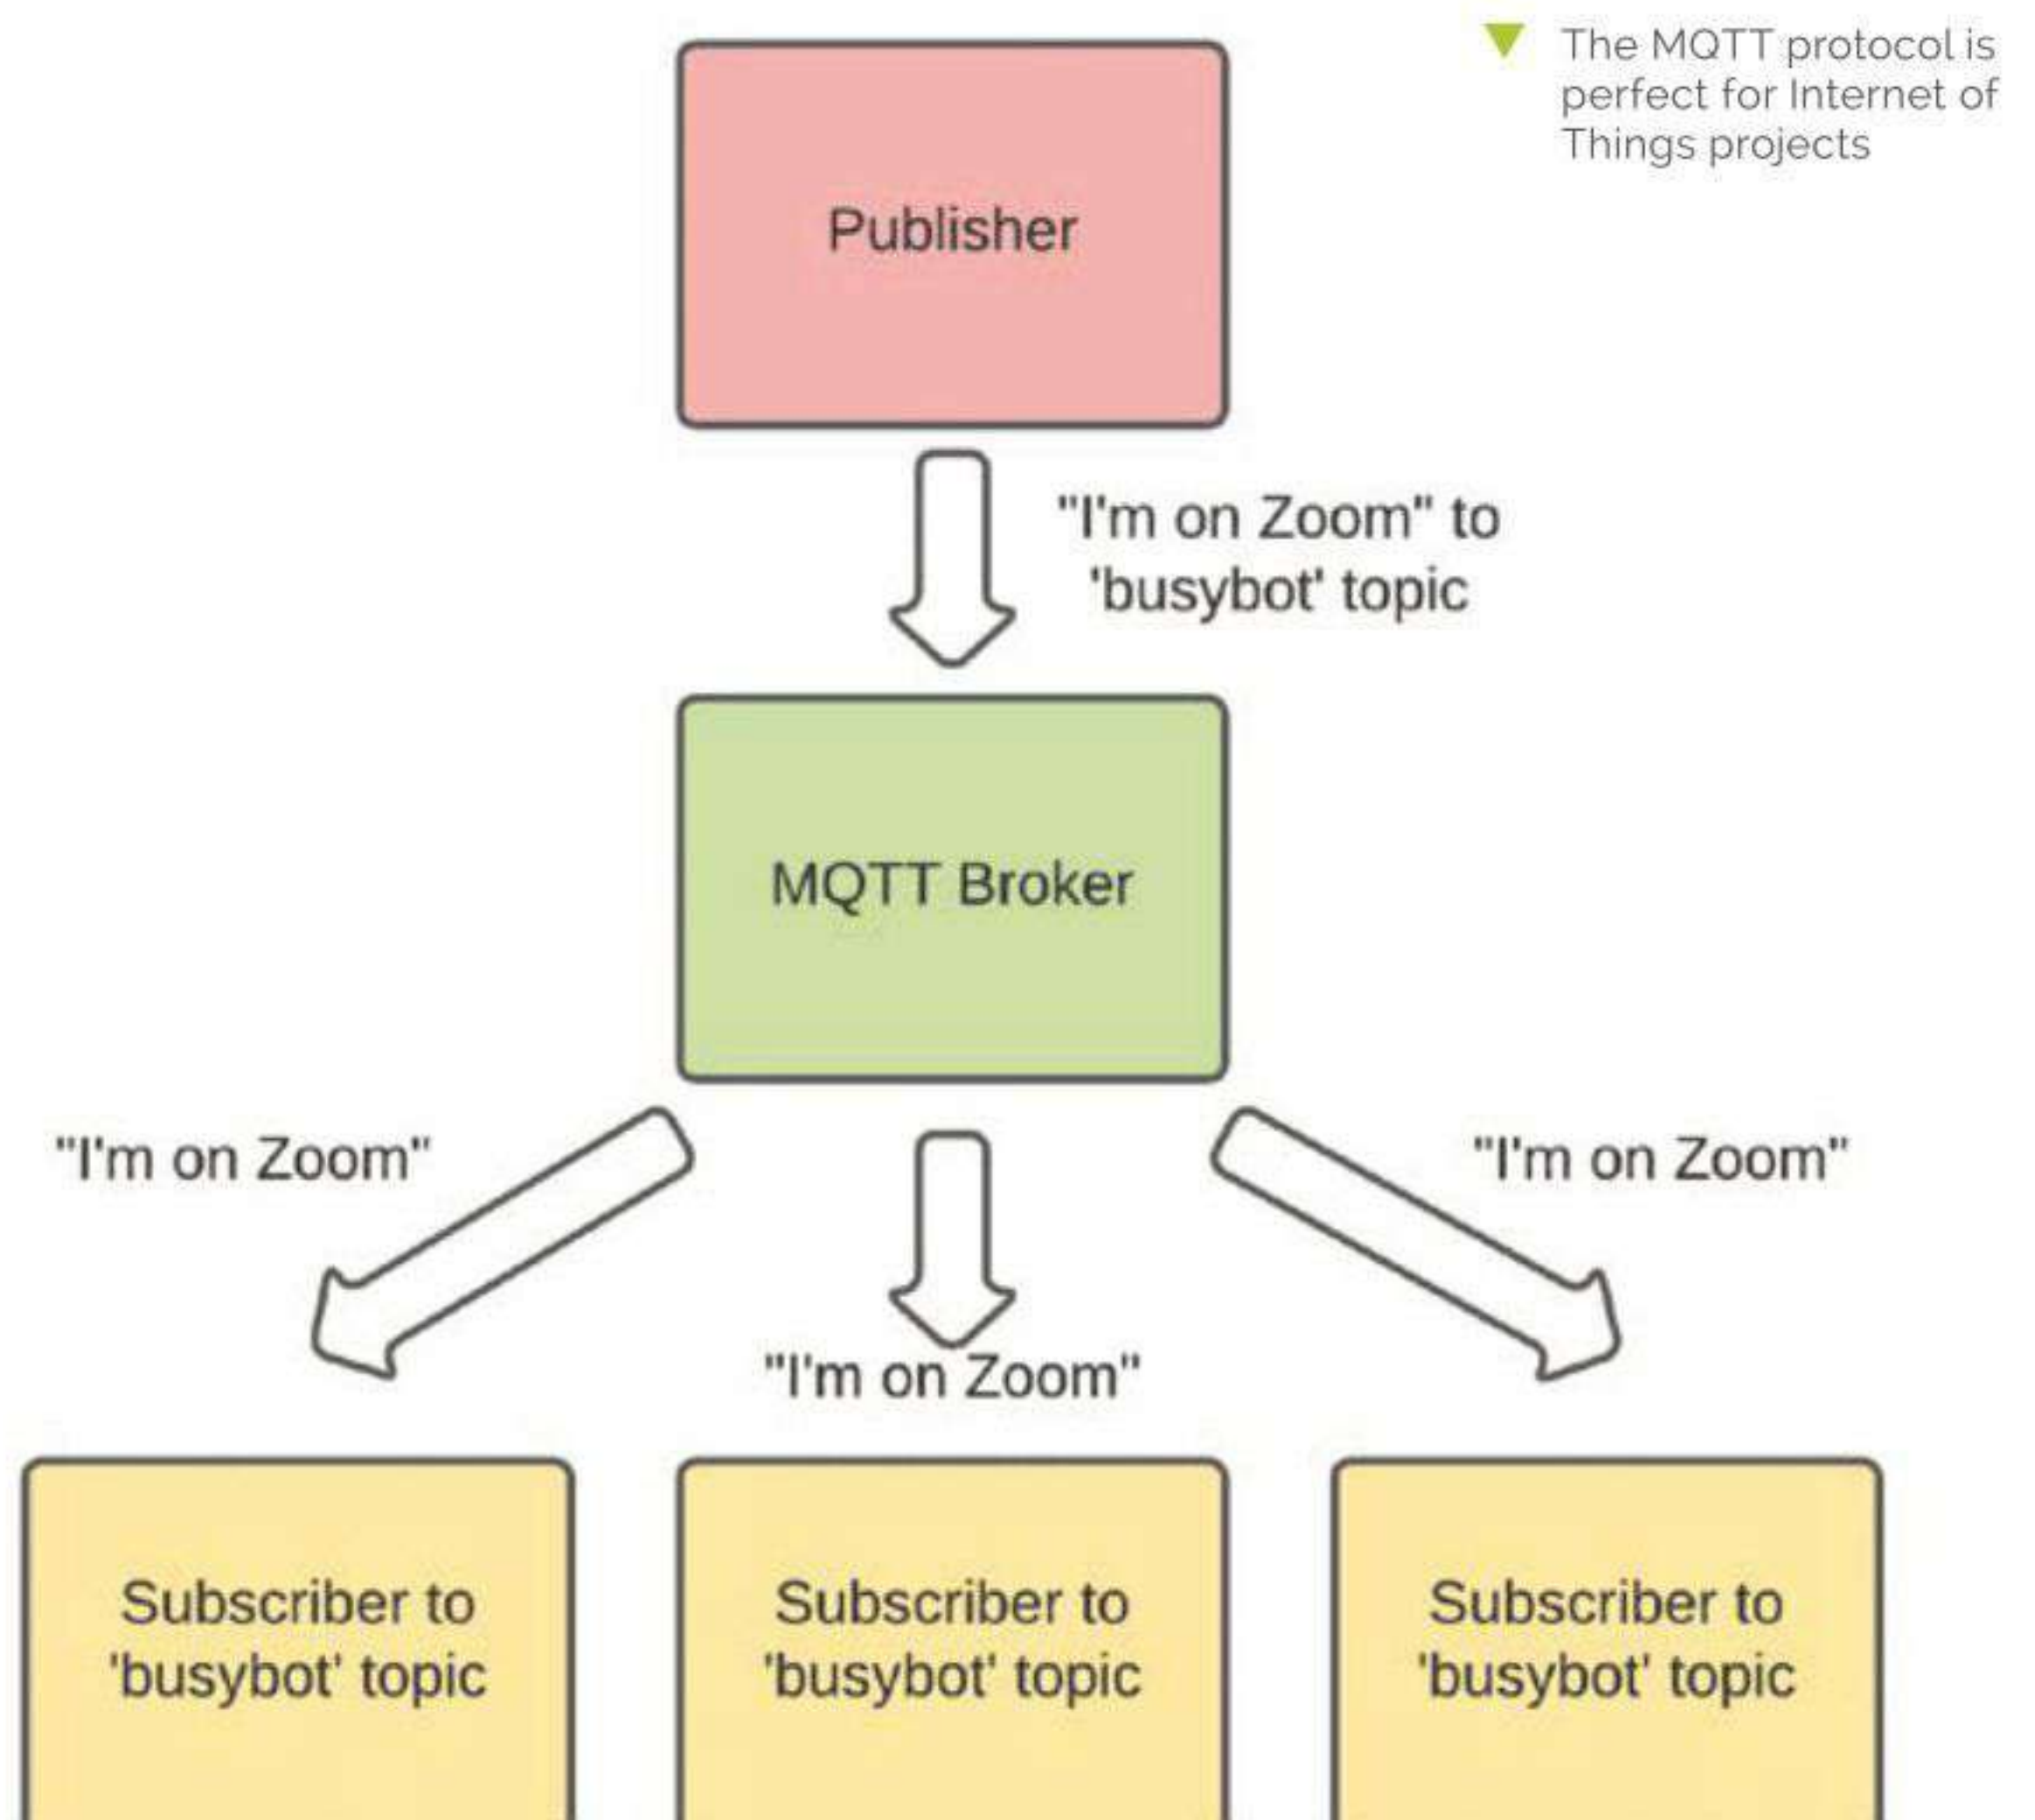 The MQTT protocol is
perfect for Internet of
Things projects
Publisher
"I'm on Zoom" to
'busybot' topic
MQTT Broker
"I'm on Zoom"
"I'm on Zoom"
"I'm on Zoom"
Subscriber to
'busybot' topic
Subscriber to
'busybot' topic
Subscriber to
'busybot' topic